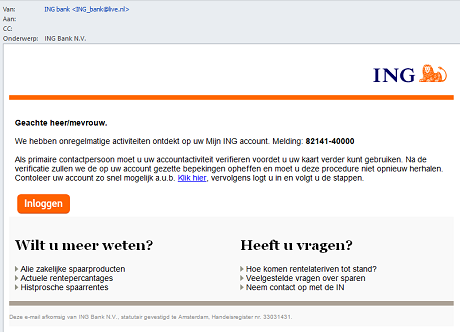 Van: ING bank <ING_bank@live.nl>
Aan:
CC:
Onderwerp: ING Bank N.V.
ING
Geachte heer/mevrouw.
We hebben onregelmatige activiteiten ontdekt op uw Mijn ING account. Melding: 82141-40000
Als primaire contactpersoon moet u uw accountactiviteit verifieren voordet u uw kaart verder kunt gebruiken. Na de
verificatie zullen we de op uw account gezette bepekingen opheffen en moet u deze procedure niet opnieuw herhalen.
Contoleer uw account zo snel mogelijk a.u.b. Klik hier, vervolgens logt u in en volgt u de stappen.
Inloggen
Wilt u meer weten?
Heeft u vragen?
Alie zakelijke spaarproducten
Hoe komen rentelateriven tot stand?
Actuele rentepercantages
Veelgestelde vragen over sparen
Histprosche spaarrentes
Neem contact op met de IN
Deze e-mail efkomsig van ING Bank N.V., statutair gevestigd te Amsterdam, Handelsregister nr. 33031431.